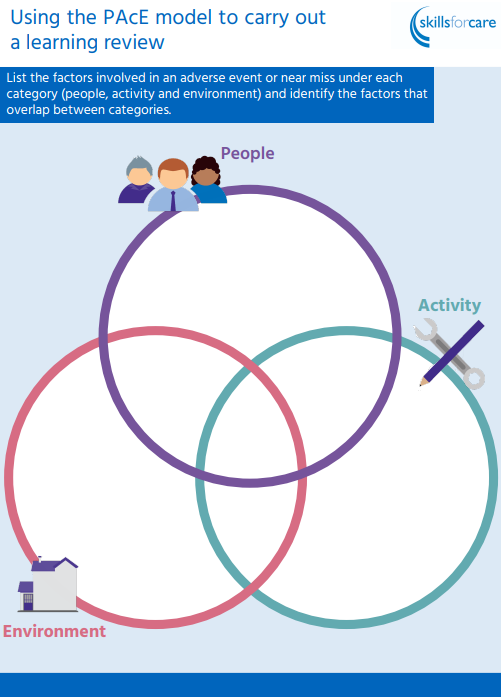 Using the PAcE model to carry out
a learning review
skillsforcare
List the factors involved in an adverse event or near miss under each
category (people, activity and environment) and identify the factors that
overlap between categories.
People
Activity
Environment